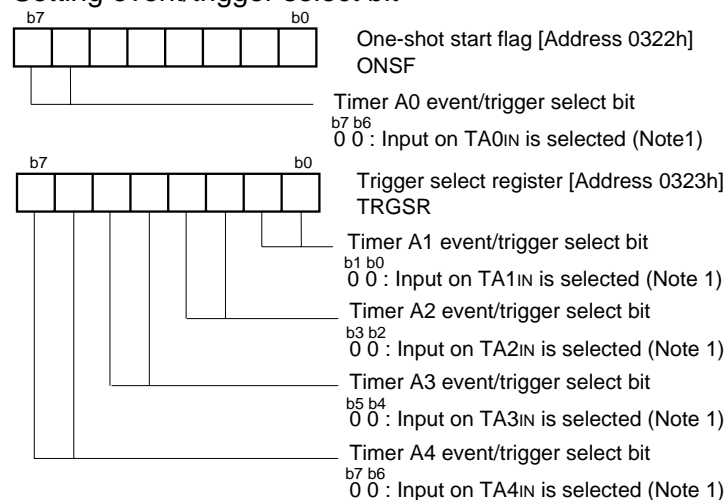 Setting event/trigger select bit
b7 b0
One-shot start flag [Address 0322h]
ONSF
Timer A0 event/trigger select bit
b7 b6
0 0 : Input on TA0IN is selected (Note1)
b7 b0
Trigger select register [Address 0323h]
TRGSR
Timer A1 event/trigger select bit
b1 b0
0 0 : Input on TA1IN is selected (Note 1)
Timer A2 event/trigger select bit
b3 b2
0 0 : Input on TA2IN is selected (Note 1)
Timer A3 event/trigger select bit
b5 b4
0 0 : Input on TA3IN is selected (Note 1)
Timer A4 event/trigger select bit
b7 b6
0 0 : Input on TA4IN is selected (Note 1)